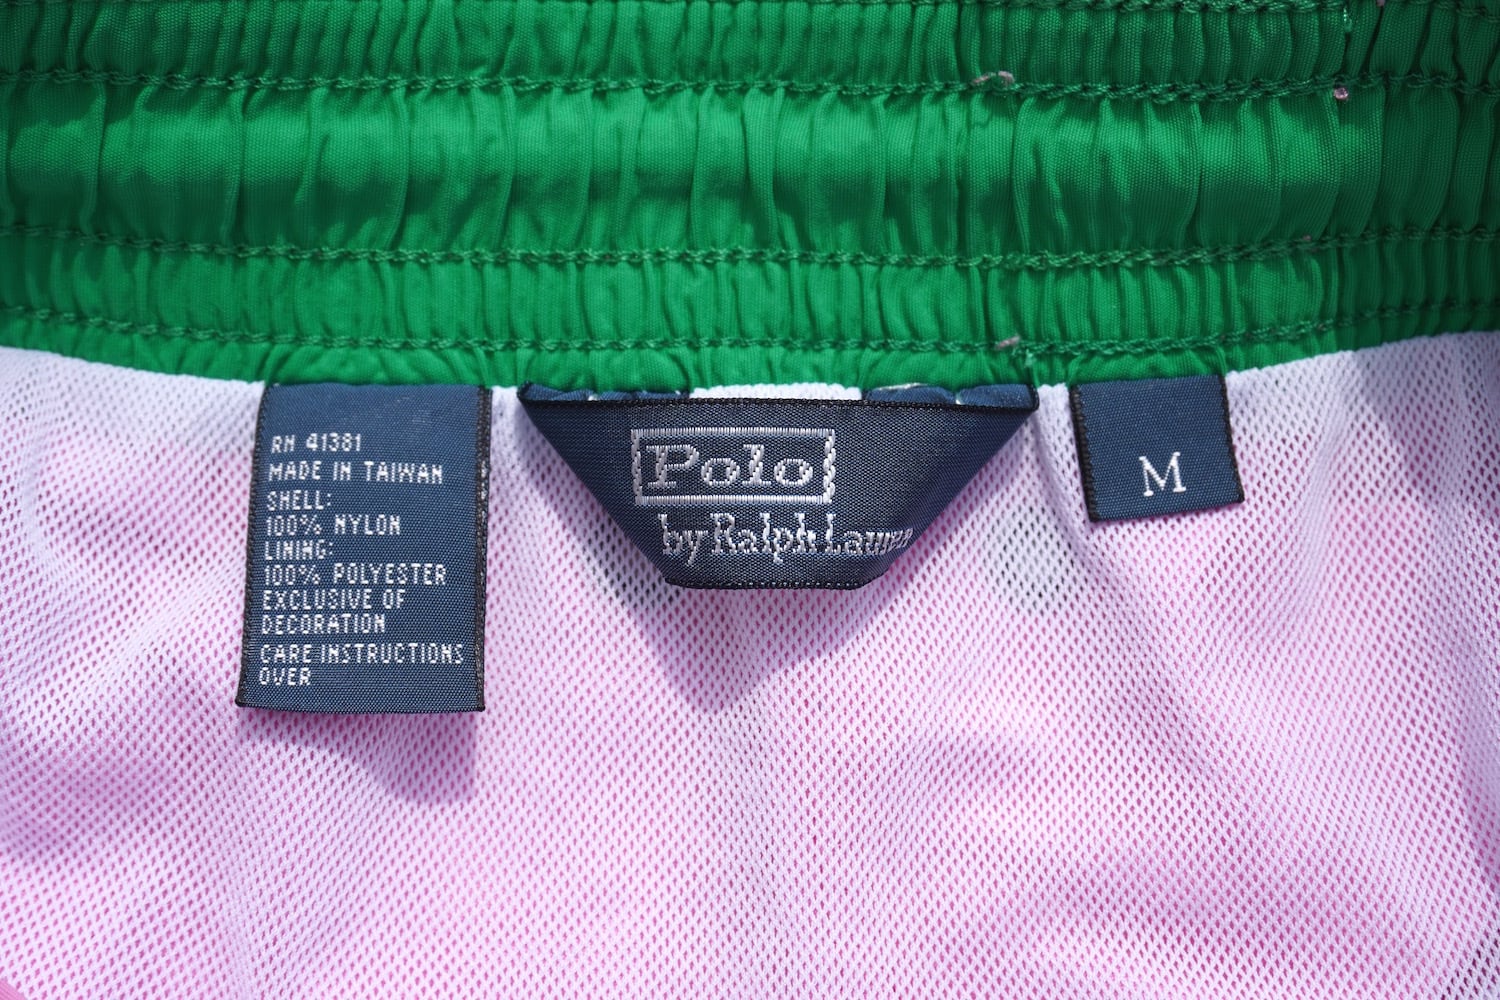 RN 41381
MADE IN TAIWAN
SHELL:
100% NYLON
LINING:
100% POLYESTER
EXCLUSIVE OF
DECORATION
CARE INSTRUCTIONS
OVER
Polo
by Ralph Lauren
M